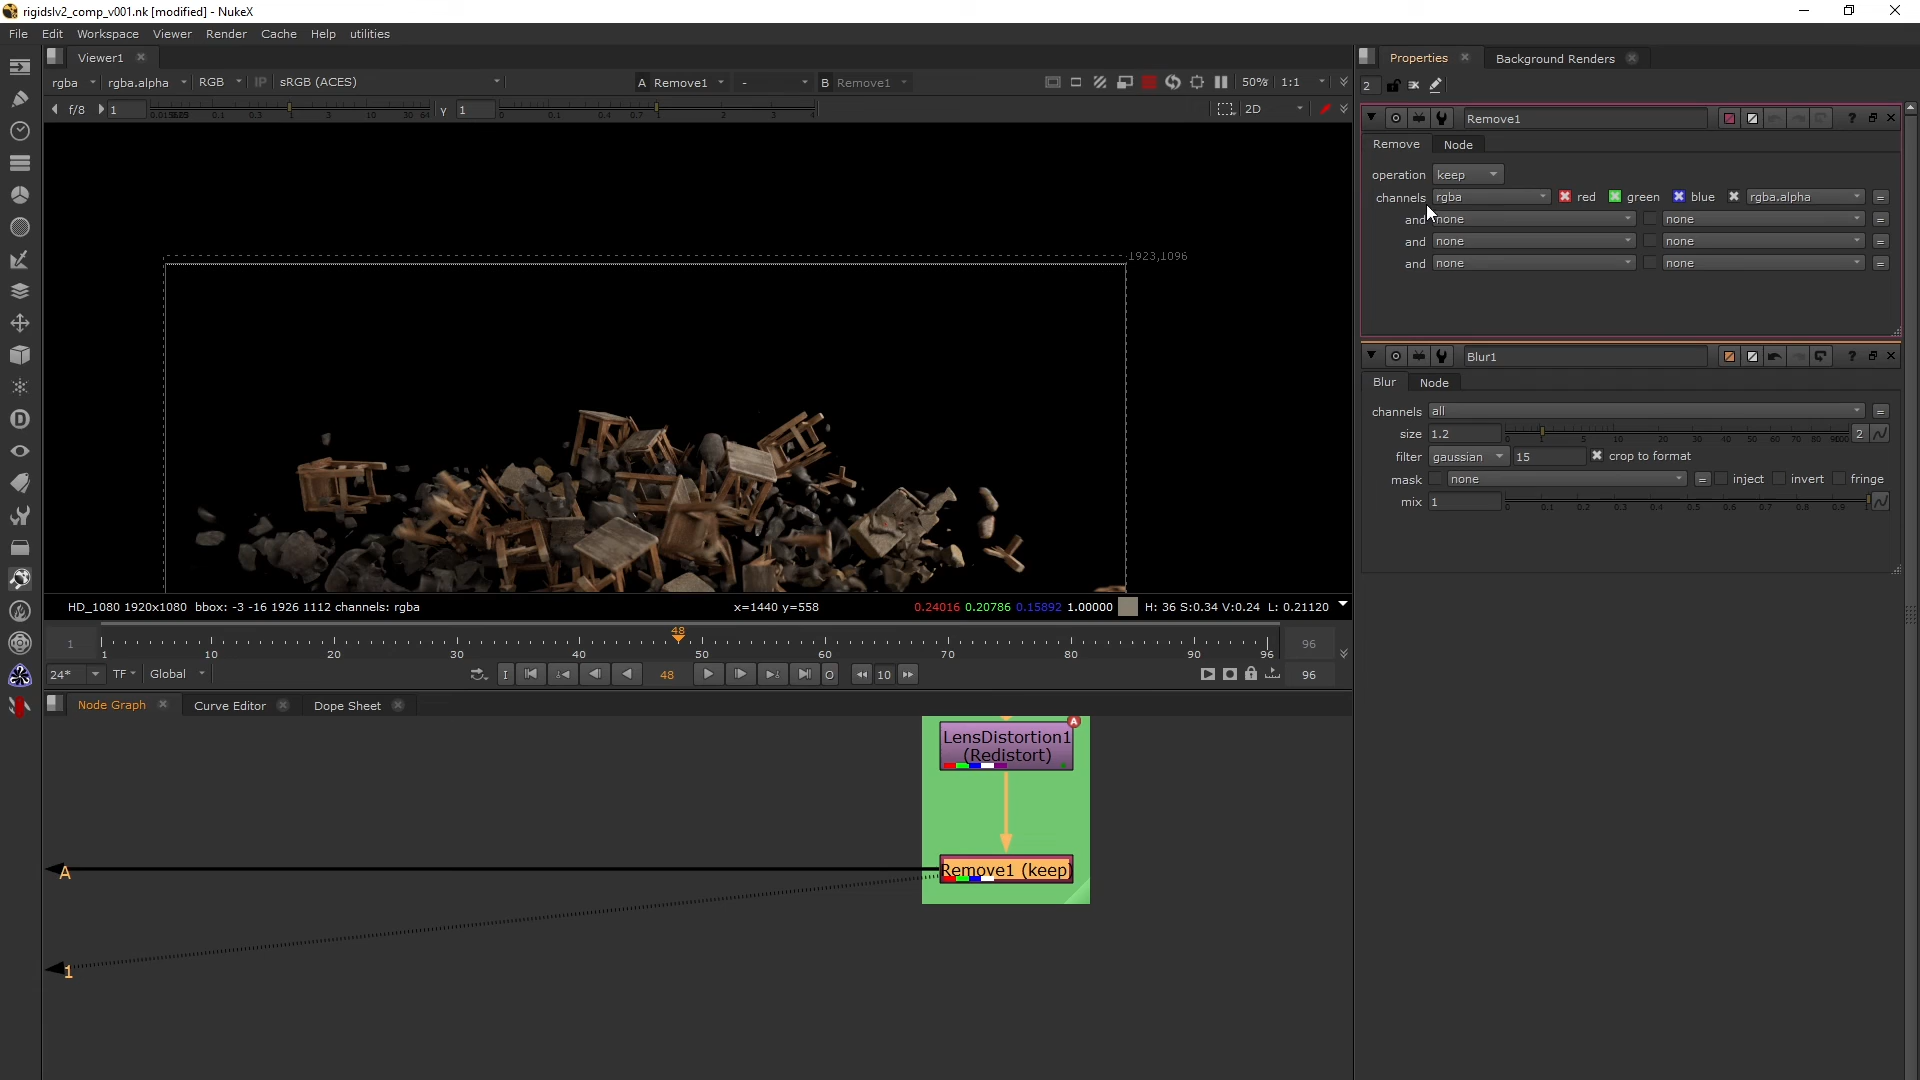 rigidslv2_comp_v001.nk [modified] - NukeX
File Edit Workspace Viewer Render Cache Help utilities
Viewer1
rgba rgba.alpha RGB IP sRGB (ACES) A Remove1 - B Remove1 50% 1:1
f/8 1 y 1 2D
1923,1096
HD_1080 1920x1080 bbox: -3 -16 1926 1112 channels: rgba x=1440 y=558 0.24016 0.20786 0.15892 1.00000 H: 36 S:0.34 V:0.24 L: 0.21120
48
1 96
1 10 20 30 40 50 60 70 80 90 96
24* TF Global I 48 O 10 96
Node Graph Curve Editor Dope Sheet
A
LensDistortion1
(Redistort)
Remove1 (keep)
A
1
Properties Background Renders
2
Remove1 ?
Remove Node
operation keep
channels rgba red green blue rgba.alpha =
and none none =
and none none =
and none none =
Blur1 ?
Blur Node
channels all =
size 1.2 2
filter gaussian 15 crop to format
mask none = inject invert fringe
mix 1